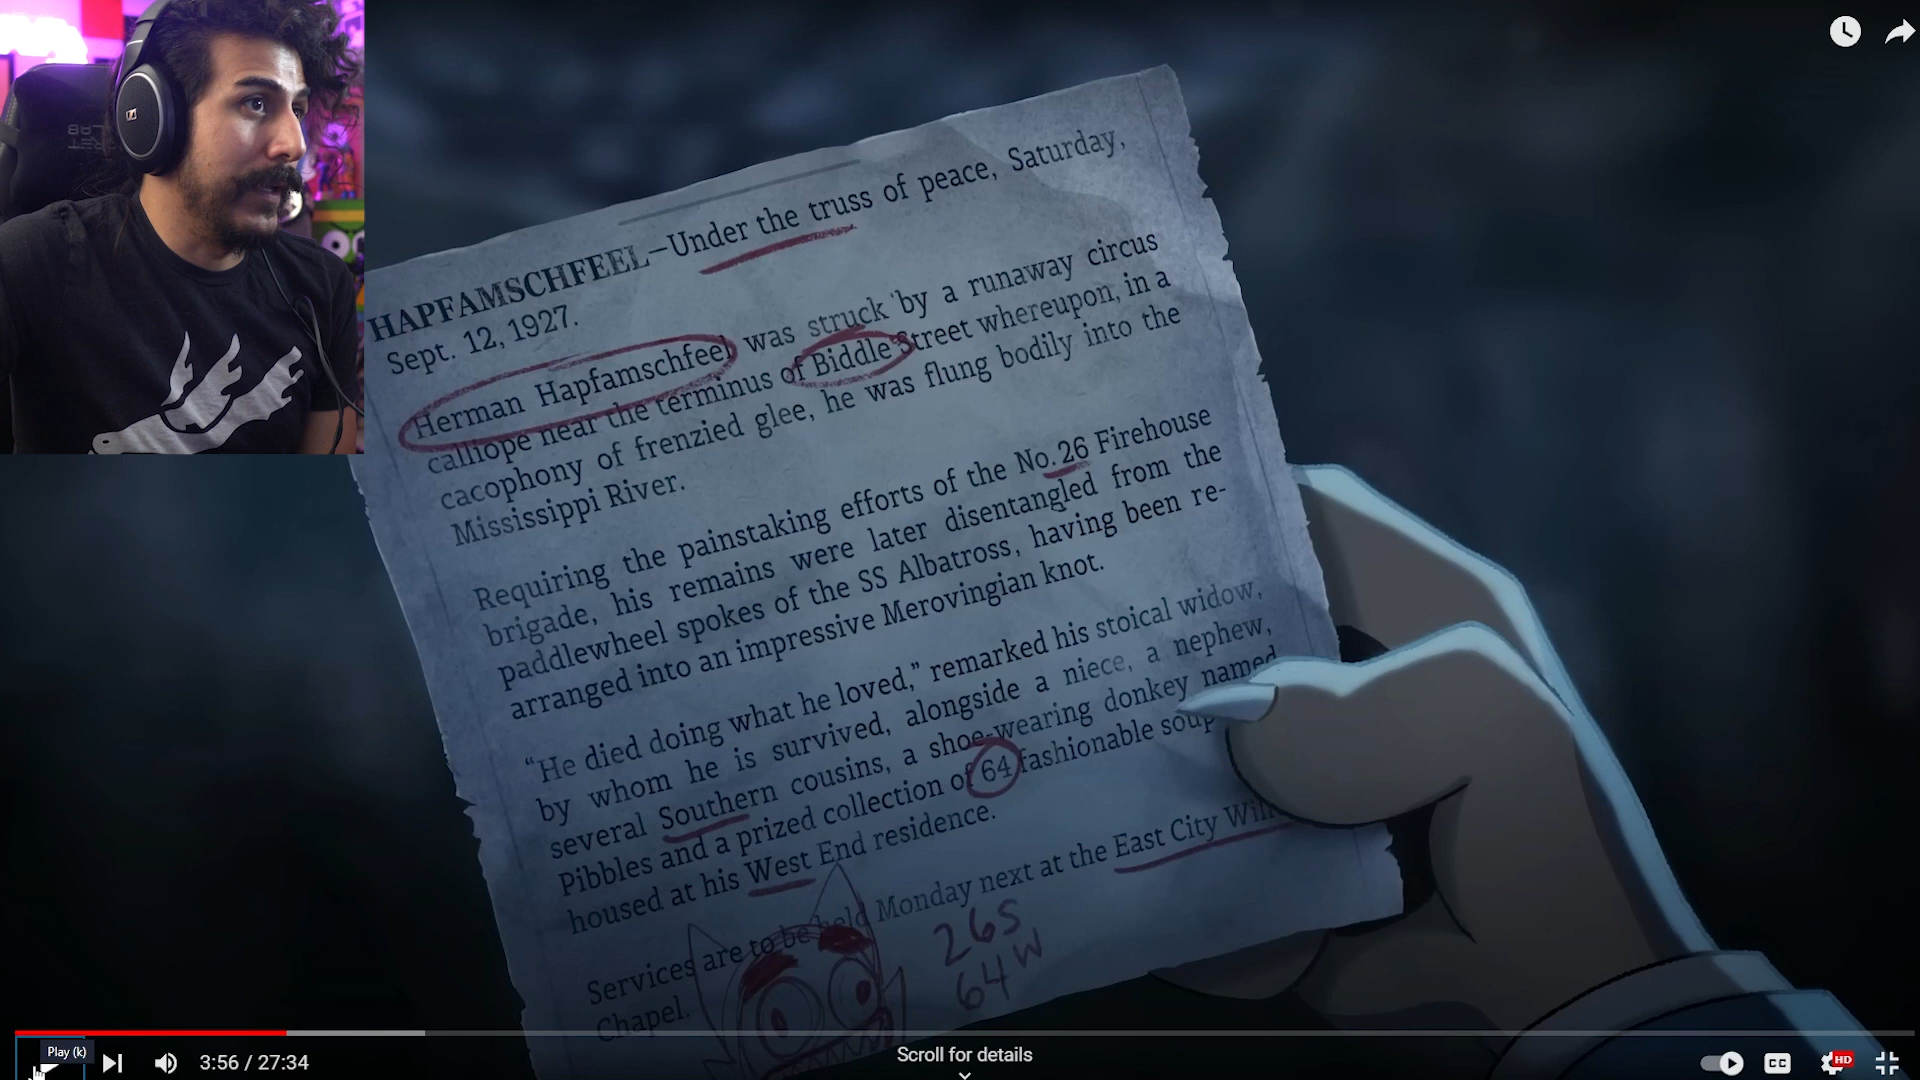 HAPFAMSCHFEEL—Under the truss of peace, Saturday,
Sept. 12, 1927.
Herman Hapfamschfeel was struck by a runaway circus
calliope near the terminus of Biddle Street whereupon, in a
cacophony of frenzied glee, he was flung bodily into the
Mississippi River.
Requiring the painstaking efforts of the No. 26 Firehouse
brigade, his remains were later disentangled from the
paddlewheel spokes of the SS Albatross, having been re-
arranged into an impressive Merovingian knot.
“He died doing what he loved,” remarked his stoical widow,
by whom he is survived, alongside a niece, a nephew,
several Southern cousins, a shoe-wearing donkey named
Pibbles and a prized collection of 64 fashionable soup
housed at his West End residence.
Services are to be held Monday next at the East City
Chapel.
26S
64W
Play (k)
3:56 / 27:34
Scroll for details
CC
HD